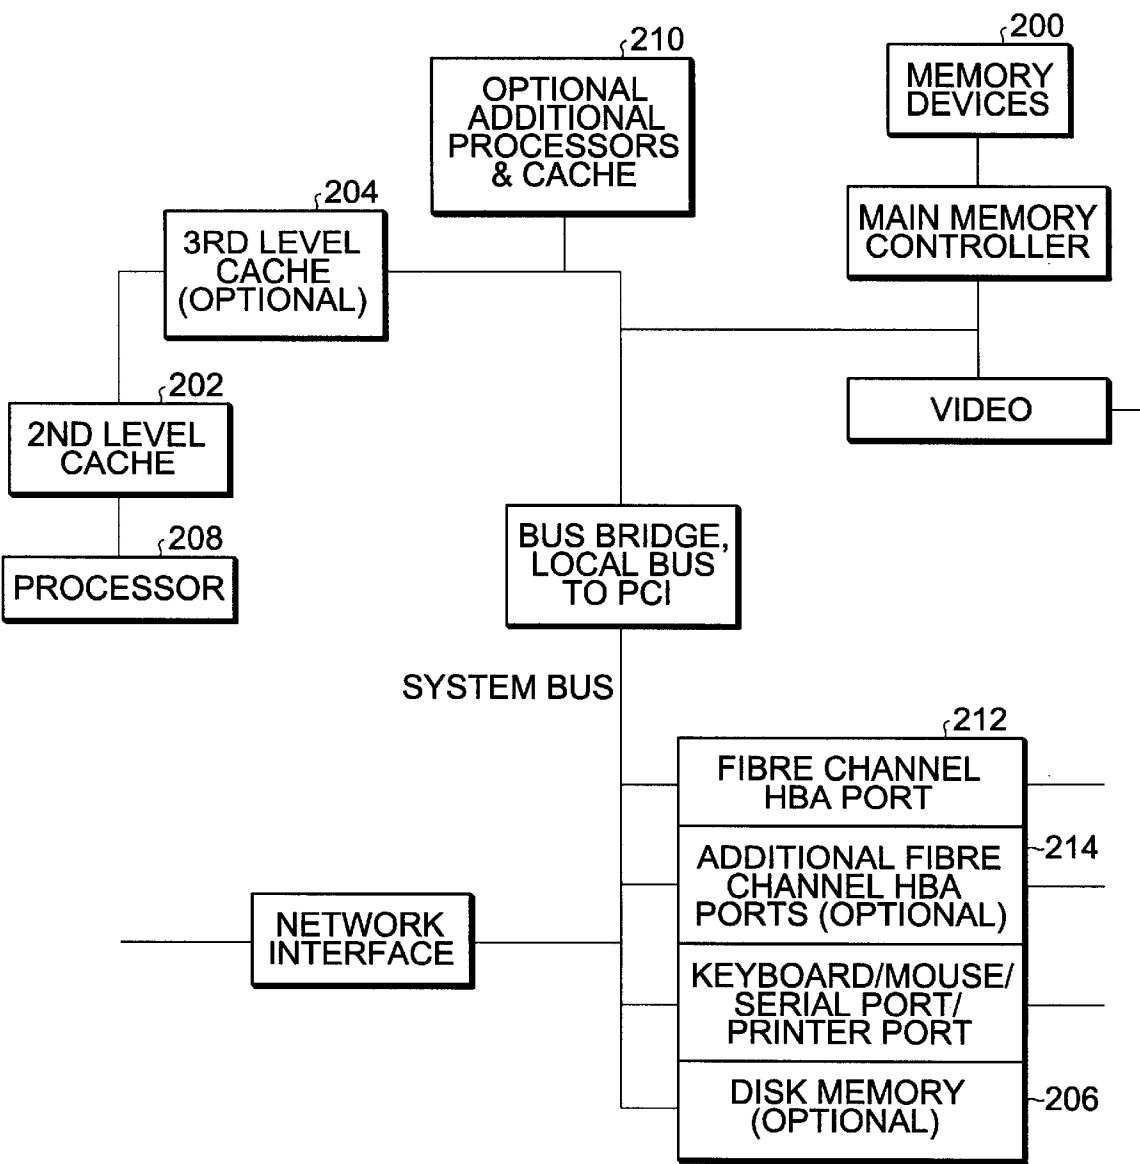 210
OPTIONAL
ADDITIONAL
PROCESSORS
& CACHE
200
MEMORY
DEVICES
204
3RD LEVEL
CACHE
(OPTIONAL)
MAIN MEMORY
CONTROLLER
202
2ND LEVEL
CACHE
VIDEO
208
PROCESSOR
BUS BRIDGE,
LOCAL BUS
TO PCI
SYSTEM BUS
212
FIBRE CHANNEL
HBA PORT
214
ADDITIONAL FIBRE
CHANNEL HBA
PORTS (OPTIONAL)
NETWORK
INTERFACE
KEYBOARD/MOUSE/
SERIAL PORT/
PRINTER PORT
206
DISK MEMORY
(OPTIONAL)